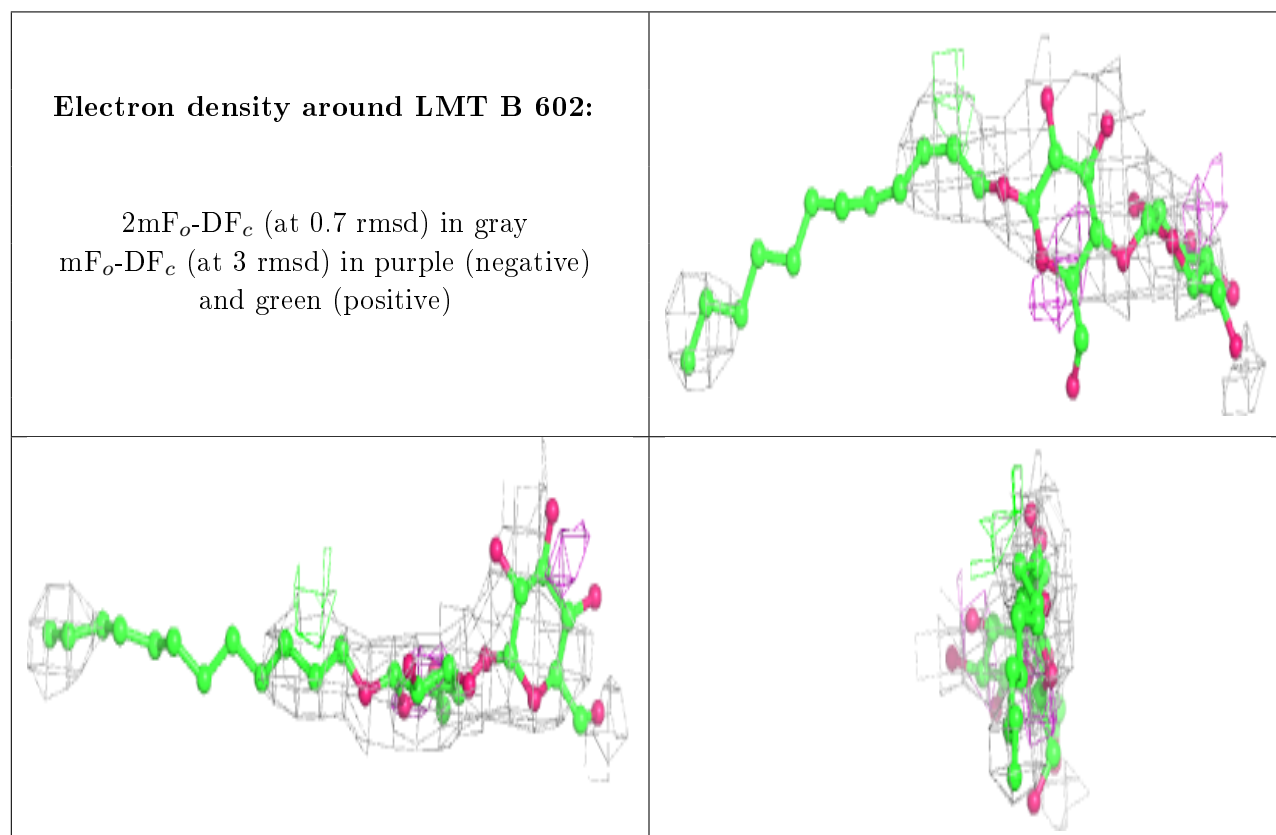 Electron density around LMT B 602:
2mFo-DFc (at 0.7 rmsd) in gray
mFo-DFc (at 3 rmsd) in purple (negative)
and green (positive)